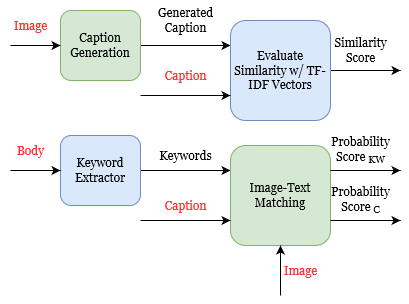 Image
Caption
Generation
Generated
Caption
Caption
Evaluate
Similarity w/ TF-
IDF Vectors
Similarity
Score
Body
Keyword
Extractor
Keywords
Caption
Image-Text
Matching
Probability
Score KW
Probability
Score C
Image